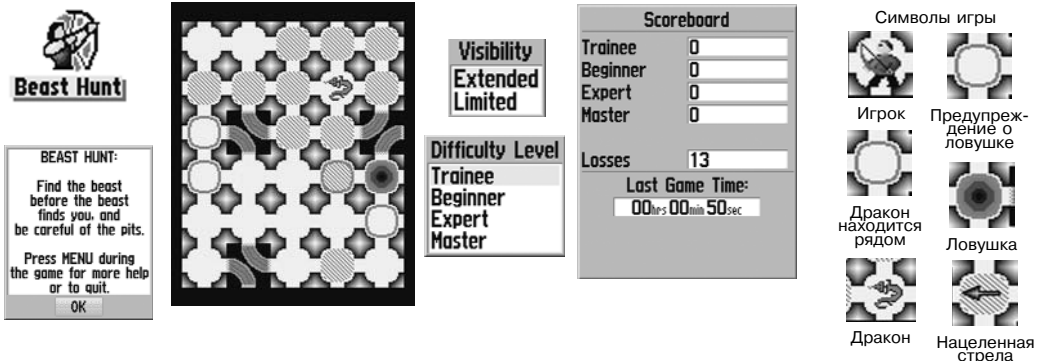 Beast Hunt
BEAST HUNT:
Find the beast
before the beast
finds you, and
be careful of the pits.
Press MENU during
the game for more help
or to quit.
OK
Visibility
Extended
Limited
Difficulty Level
Trainee
Beginner
Expert
Master
Scoreboard
Trainee 0
Beginner 0
Expert 0
Master 0
Losses 13
Last Game Time:
00hrs 00min 50sec
Символы игры
Игрок
Предупреж-
дение о
ловушке
Дракон
находится
рядом
Ловушка
Дракон
Нацеленная
стрела